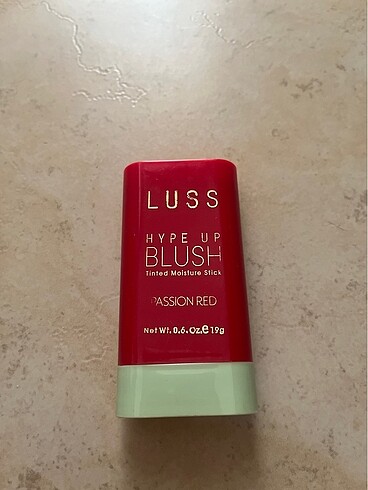 LUSS
HYPE UP
BLUSH
Tinted Moisture Stick
PASSION RED
Net Wt. 0.6.Oz.e 19g